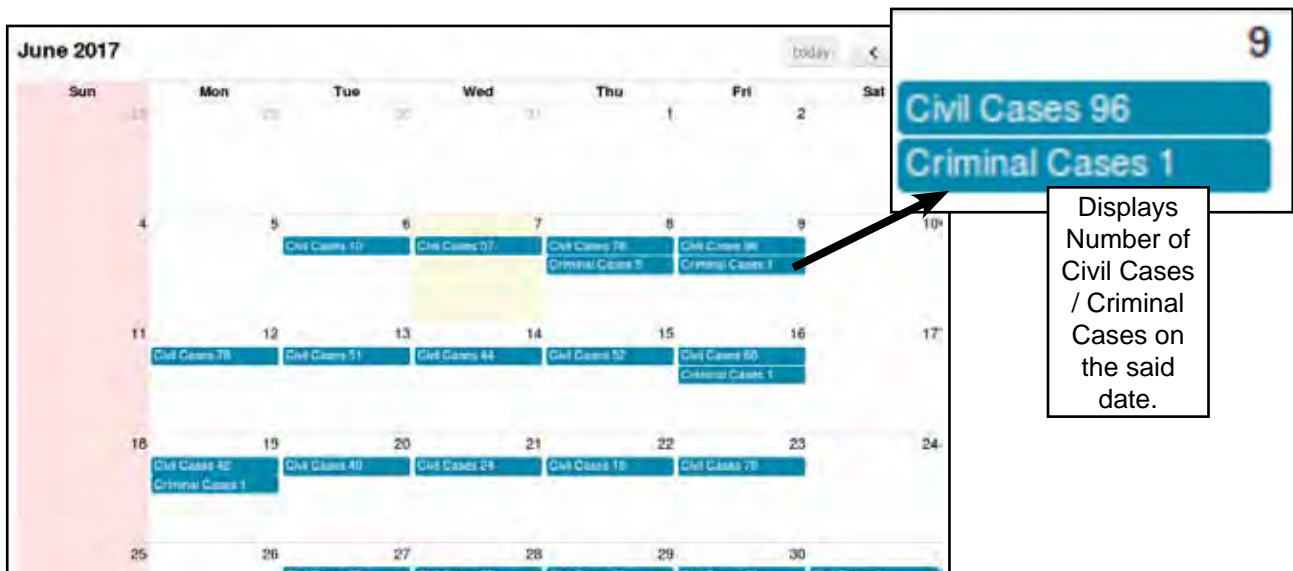 June 2017
today <
Sun Mon Tue Wed Thu Fri Sat
28 29 30 31 1 2
4 5 6 7 8 9 10
Civil Cases 10 Civil Cases 57 Civil Cases 76 Civil Cases 96
Criminal Cases 5 Criminal Cases 1
11 12 13 14 15 16 17
Civil Cases 78 Civil Cases 51 Civil Cases 44 Civil Cases 52 Civil Cases
Criminal Cases 1
18 19 20 21 22 23 24
Civil Cases 42 Civil Cases 40 Civil Cases 24 Civil Cases Civil Cases
Criminal Cases 1
25 26 27 28 29 30
9
Civil Cases 96
Criminal Cases 1
Displays
Number of
Civil Cases
/ Criminal
Cases on
the said
date.